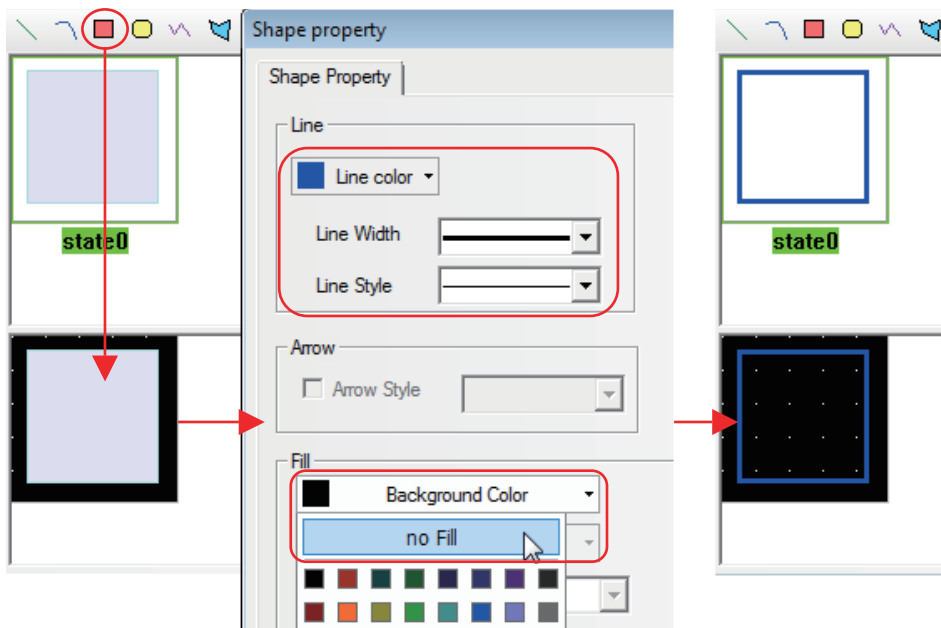 state0
Shape property
Shape Property
Line
Line color
Line Width
Line Style
Arrow
Arrow Style
Fill
Background Color
no Fill
state0